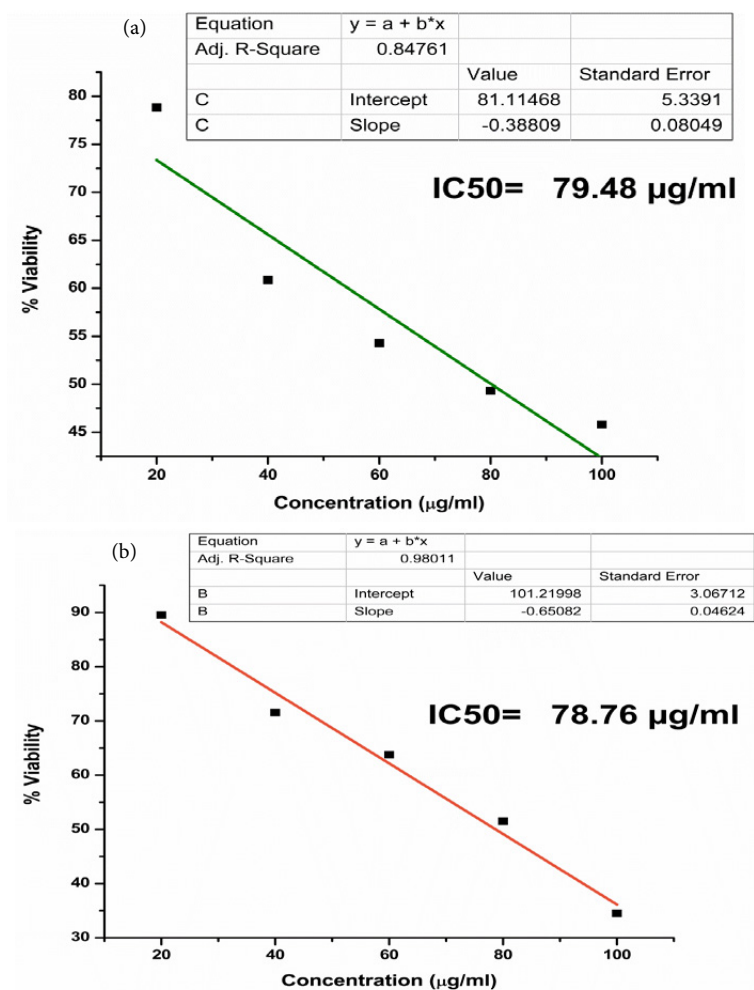 (a)
Equation y = a + b*x
Adj. R-Square 0.84761
Value Standard Error
C Intercept 81.11468 5.3391
C Slope -0.38809 0.08049
IC50= 79.48 µg/ml
80
75
70
65
60
55
50
45
% Viability
20 40 60 80 100
Concentration (µg/ml)
(b)
Equation y = a + b*x
Adj. R-Square 0.98011
Value Standard Error
B Intercept 101.21998 3.06712
B Slope -0.65082 0.04624
IC50= 78.76 µg/ml
90
80
70
60
50
40
30
% Viability
20 40 60 80 100
Concentration (µg/ml)